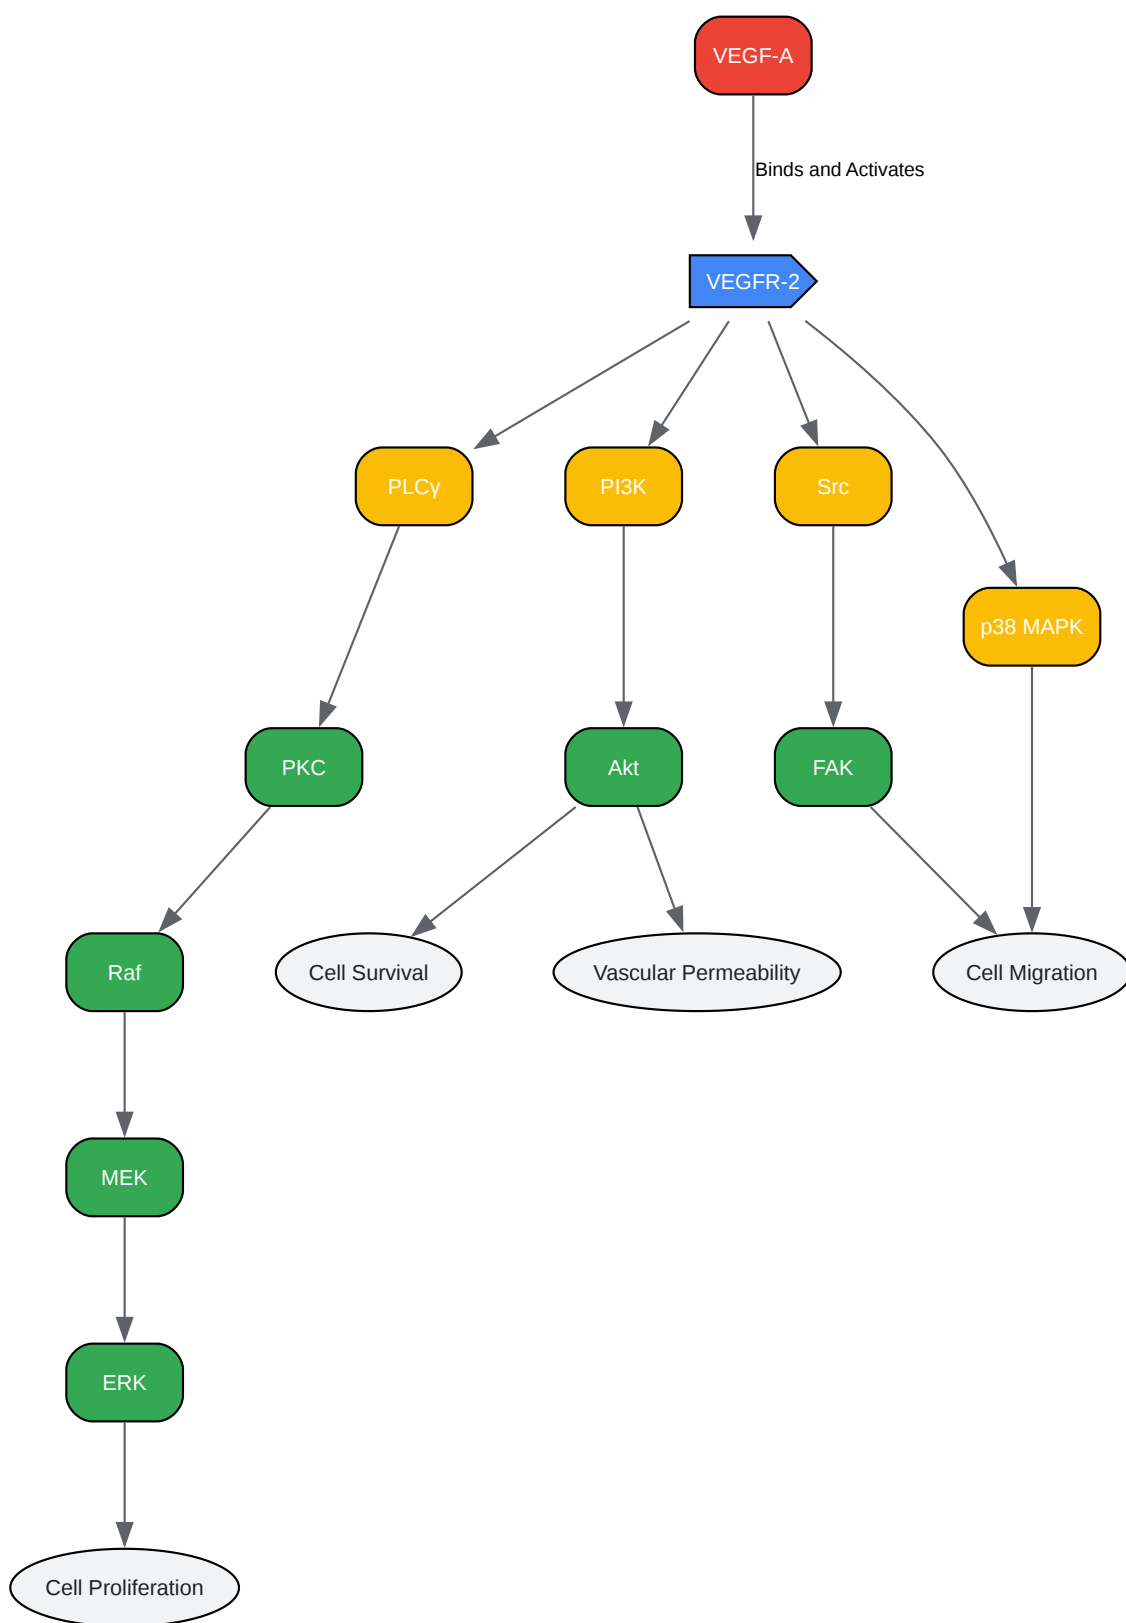 VEGF-A
Binds and Activates
VEGFR-2
PLCγ
PI3K
Src
p38 MAPK
PKC
Akt
FAK
Raf
Cell Survival
Vascular Permeability
Cell Migration
MEK
ERK
Cell Proliferation